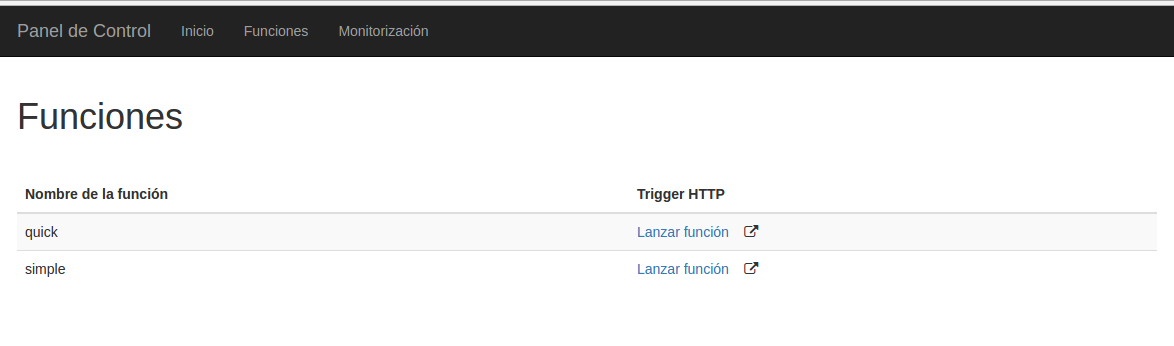 Panel de Control Inicio Funciones Monitorización
Funciones
Nombre de la función Trigger HTTP
quick Lanzar función
simple Lanzar función